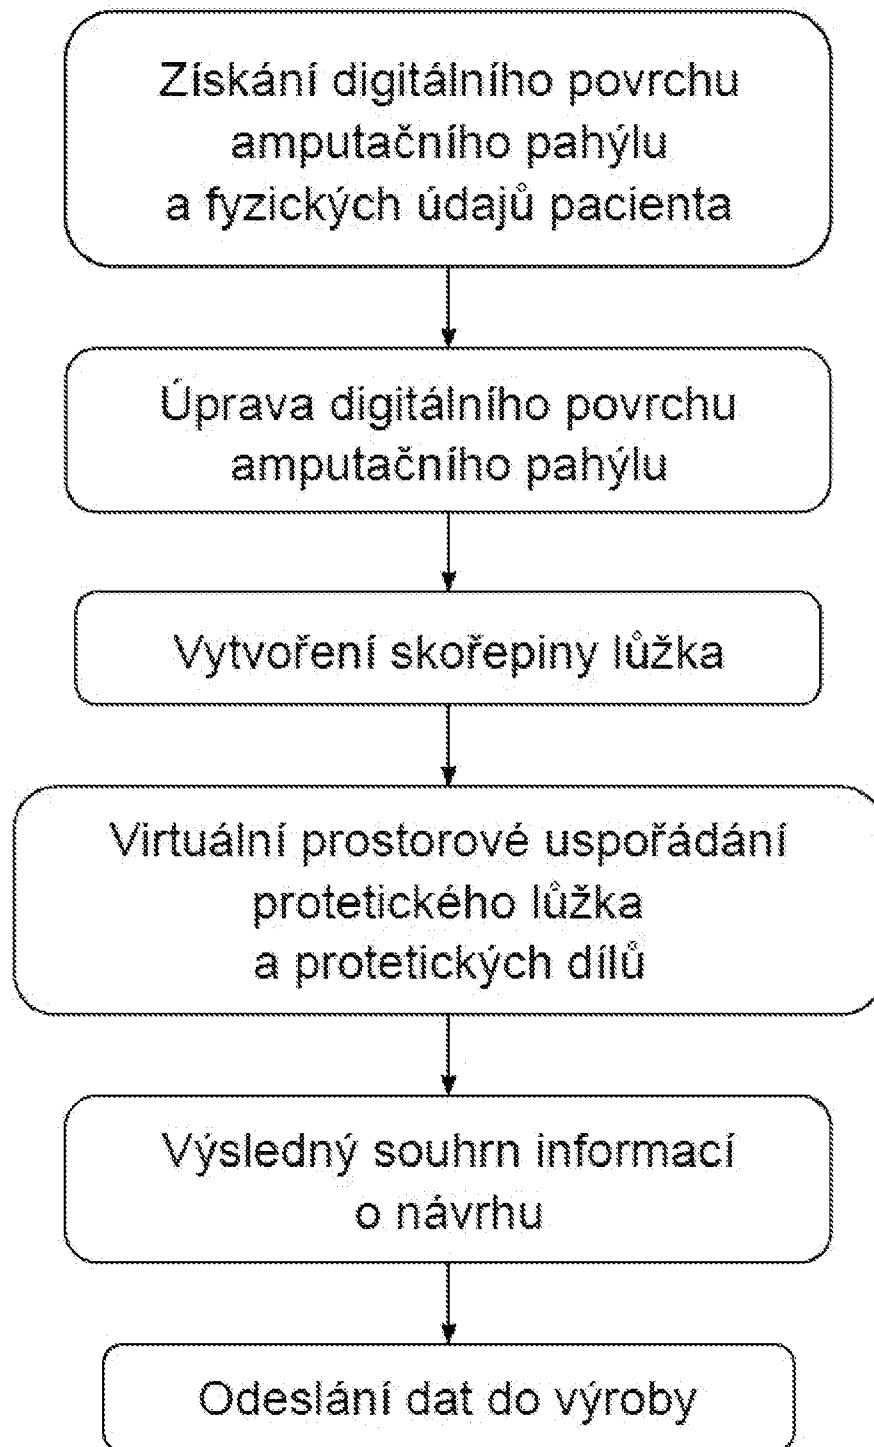 Získání digitálního povrchu
amputačního pahýlu
a fyzických údajů pacienta
Úprava digitálního povrchu
amputačního pahýlu
Vytvoření skořepiny lůžka
Virtuální prostorové uspořádání
protetického lůžka
a protetických dílů
Výsledný souhrn informací
o návrhu
Odeslání dat do výroby